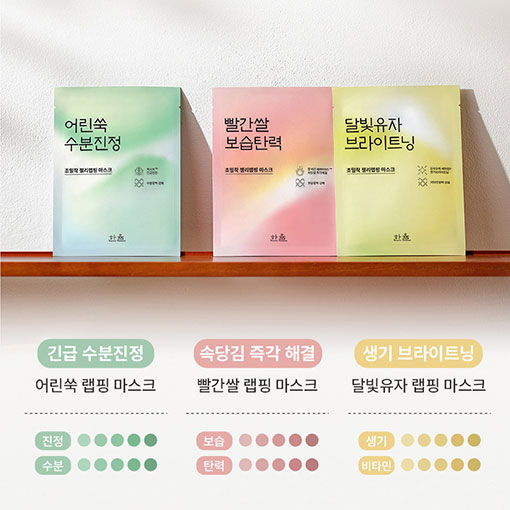 어린쑥
수분진정
초밀착 젤리랩핑 마스크
빨간쌀
보습탄력
초밀착 젤리랩핑 마스크
달빛유자
브라이트닝
초밀착 젤리랩핑 마스크
긴급 수분진정
어린쑥 랩핑 마스크
진정
수분
속당김 즉각 해결
빨간쌀 랩핑 마스크
보습
탄력
생기 브라이트닝
달빛유자 랩핑 마스크
생기
비타민